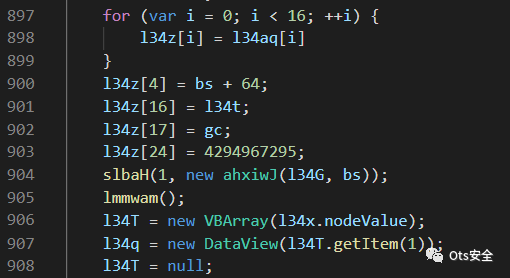 897 for (var i = 0; i < 16; ++i) {
898 l34z[i] = l34aq[i]
899 }
900 l34z[4] = bs + 64;
901 l34z[16] = l34t;
902 l34z[17] = gc;
903 l34z[24] = 4294967295;
904 slbaH(1, new ahxiwJ(l34G, bs));
905 lmmwam();
906 l34T = new VBArray(l34x.nodeValue);
907 l34q = new DataView(l34T.getItem(1));
908 l34T = null;
Ots安全